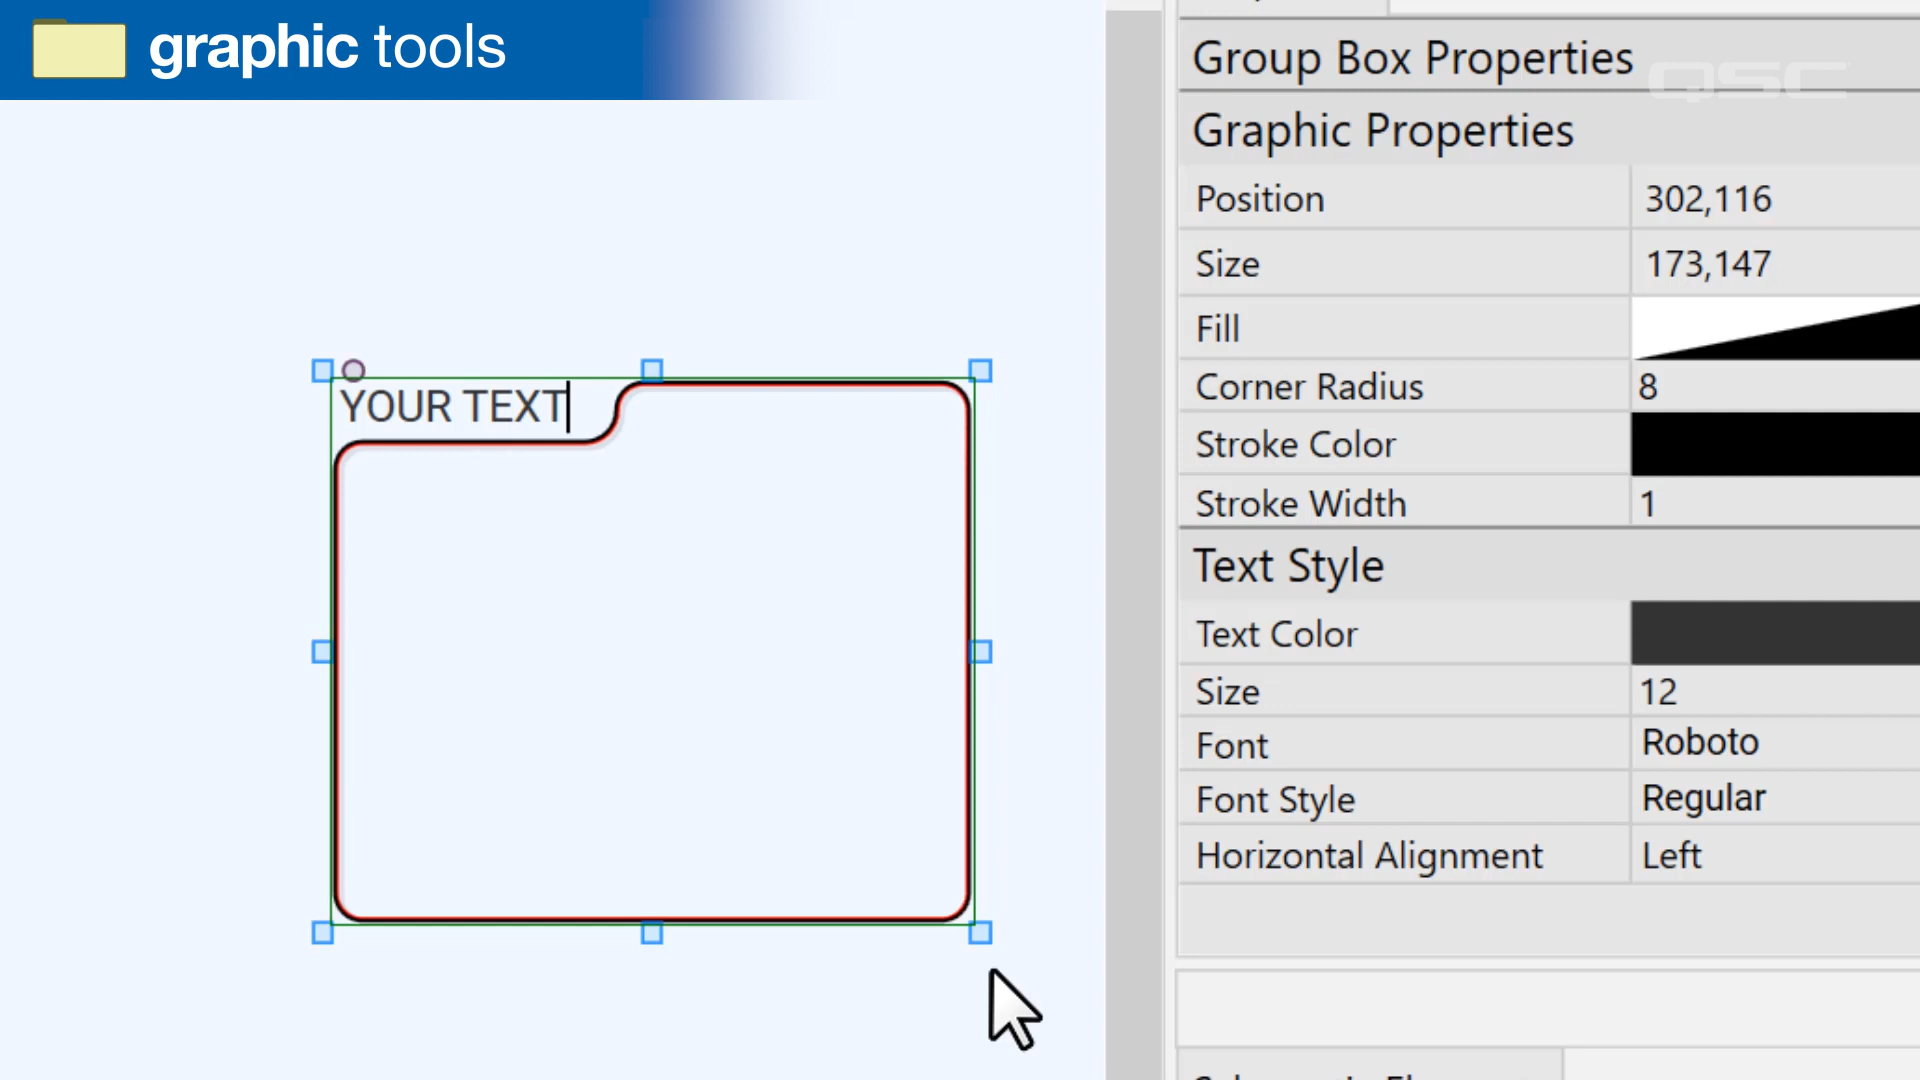 graphic tools
YOUR TEXT
Group Box Properties
QSC
Graphic Properties
Position 302,116
Size 173,147
Fill
Corner Radius 8
Stroke Color
Stroke Width 1
Text Style
Text Color
Size 12
Font Roboto
Font Style Regular
Horizontal Alignment Left